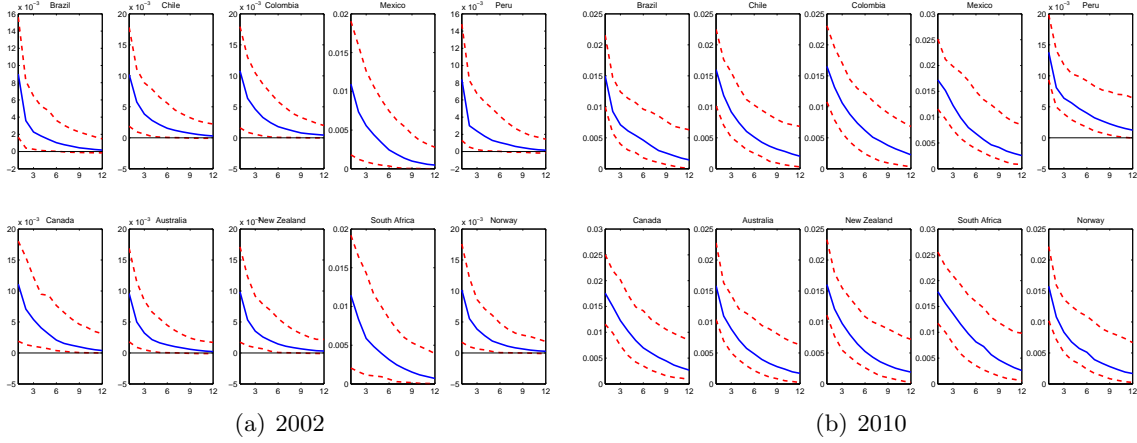 Brazil
x 10⁻³
16
14
12
10
8
6
4
2
0
−2
3 6 9 12
Chile
x 10⁻³
20
15
10
5
0
−5
3 6 9 12
Colombia
x 10⁻³
20
15
10
5
0
−5
3 6 9 12
Mexico
0.02
0.015
0.01
0.005
0
3 6 9 12
Peru
x 10⁻³
16
14
12
10
8
6
4
2
0
−2
3 6 9 12
Canada
x 10⁻³
20
15
10
5
0
−5
3 6 9 12
Australia
x 10⁻³
20
15
10
5
0
−5
3 6 9 12
New Zealand
x 10⁻³
20
15
10
5
0
−5
3 6 9 12
South Africa
0.02
0.015
0.01
0.005
0
3 6 9 12
Norway
x 10⁻³
20
15
10
5
0
−5
3 6 9 12
(a) 2002
Brazil
0.025
0.02
0.015
0.01
0.005
0
3 6 9 12
Chile
0.025
0.02
0.015
0.01
0.005
0
3 6 9 12
Colombia
0.025
0.02
0.015
0.01
0.005
0
3 6 9 12
Mexico
0.03
0.025
0.02
0.015
0.01
0.005
0
3 6 9 12
Peru
x 10⁻³
20
15
10
5
0
−5
3 6 9 12
Canada
0.03
0.025
0.02
0.015
0.01
0.005
0
3 6 9 12
Australia
0.025
0.02
0.015
0.01
0.005
0
3 6 9 12
New Zealand
0.025
0.02
0.015
0.01
0.005
0
3 6 9 12
South Africa
0.03
0.025
0.02
0.015
0.01
0.005
0
3 6 9 12
Norway
0.025
0.02
0.015
0.01
0.005
0
3 6 9 12
(b) 2010